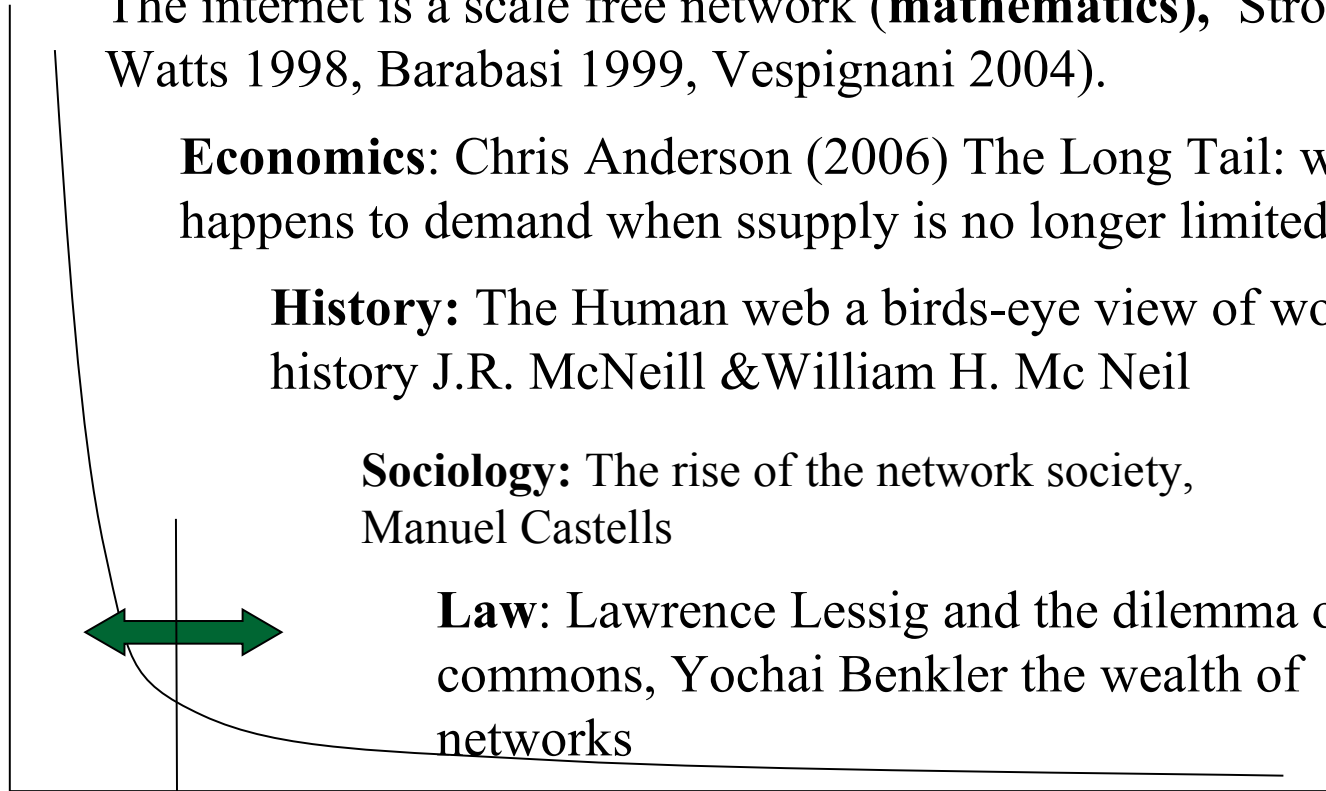 The internet is a scale free network (mathematics),
Watts 1998, Barabasi 1999, Vespignani 2004).
Economics: Chris Anderson (2006) The Long Tail:
happens to demand when ssupply is no longer limited
History: The Human web a birds-eye view of
history J.R. McNeill &William H. Mc Neil
Sociology: The rise of the network society,
Manuel Castells
Law: Lawrence Lessig and the dilemma
commons, Yochai Benkler the wealth of
networks